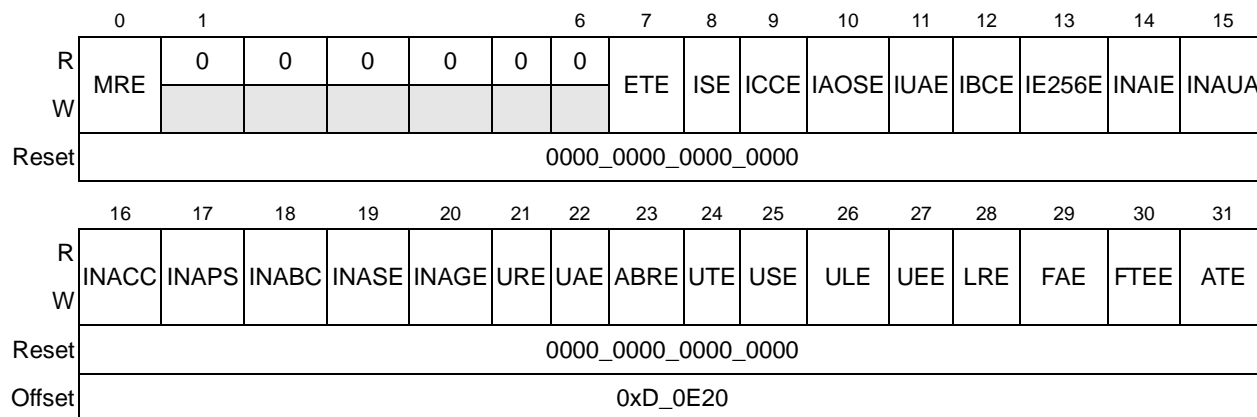 0 1 6 7 8 9 10 11 12 13 14 15
R MRE 0 0 0 0 0 0 ETE ISE ICCE IAOSE IUAE IBCE IE256E INAIE INAUA
W
Reset 0000_0000_0000_0000
16 17 18 19 20 21 22 23 24 25 26 27 28 29 30 31
R INACC INAPS INABC INASE INAGE URE UAE ABRE UTE USE ULE UEE LRE FAE FTEE ATE
W
Reset 0000_0000_0000_0000
Offset 0xD_0E20